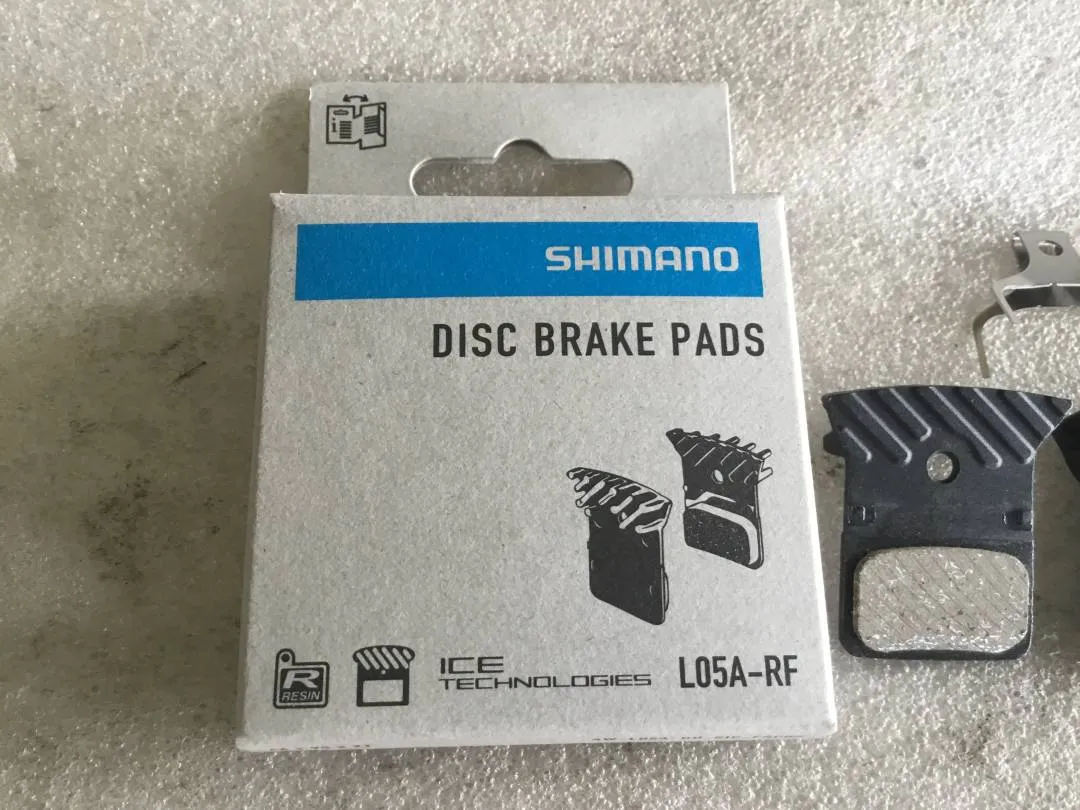 i
SHIMANO
DISC BRAKE PADS
R
RESIN
ICE
TECHNOLOGIES
L05A-RF